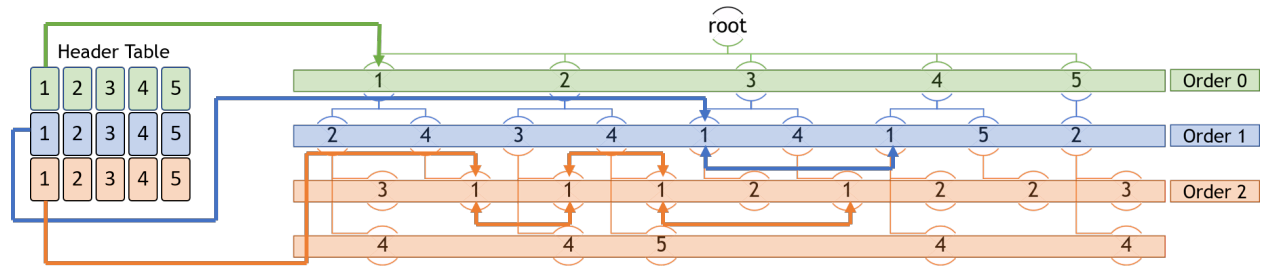 root
Header Table
1 2 3 4 5
1 2 3 4 5 Order 0
1 2 3 4 5
2 4 3 4 1 4 1 5 2 Order 1
1 2 3 4 5
3 1 1 1 2 1 2 2 3 Order 2
4 4 5 4 4